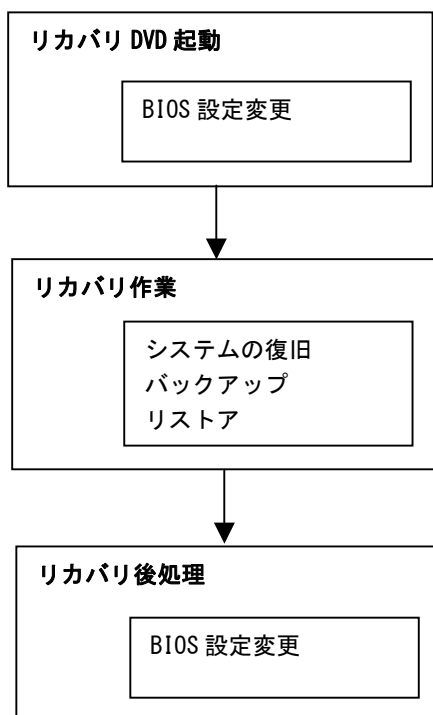 リカバリ DVD 起動
BIOS 設定変更
リカバリ作業
システムの復旧
バックアップ
リストア
リカバリ後処理
BIOS 設定変更